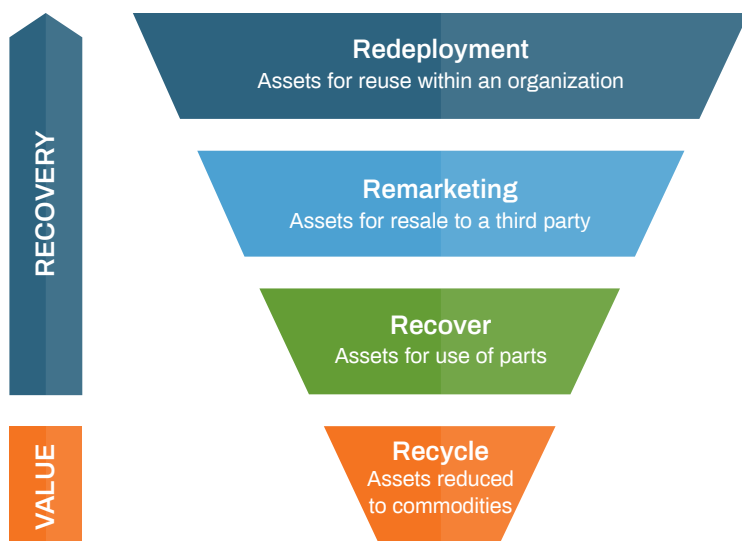 Redeployment
Assets for reuse within an organization
RECOVERY
Remarketing
Assets for resale to a third party
Recover
Assets for use of parts
VALUE
Recycle
Assets reduced
to commodities